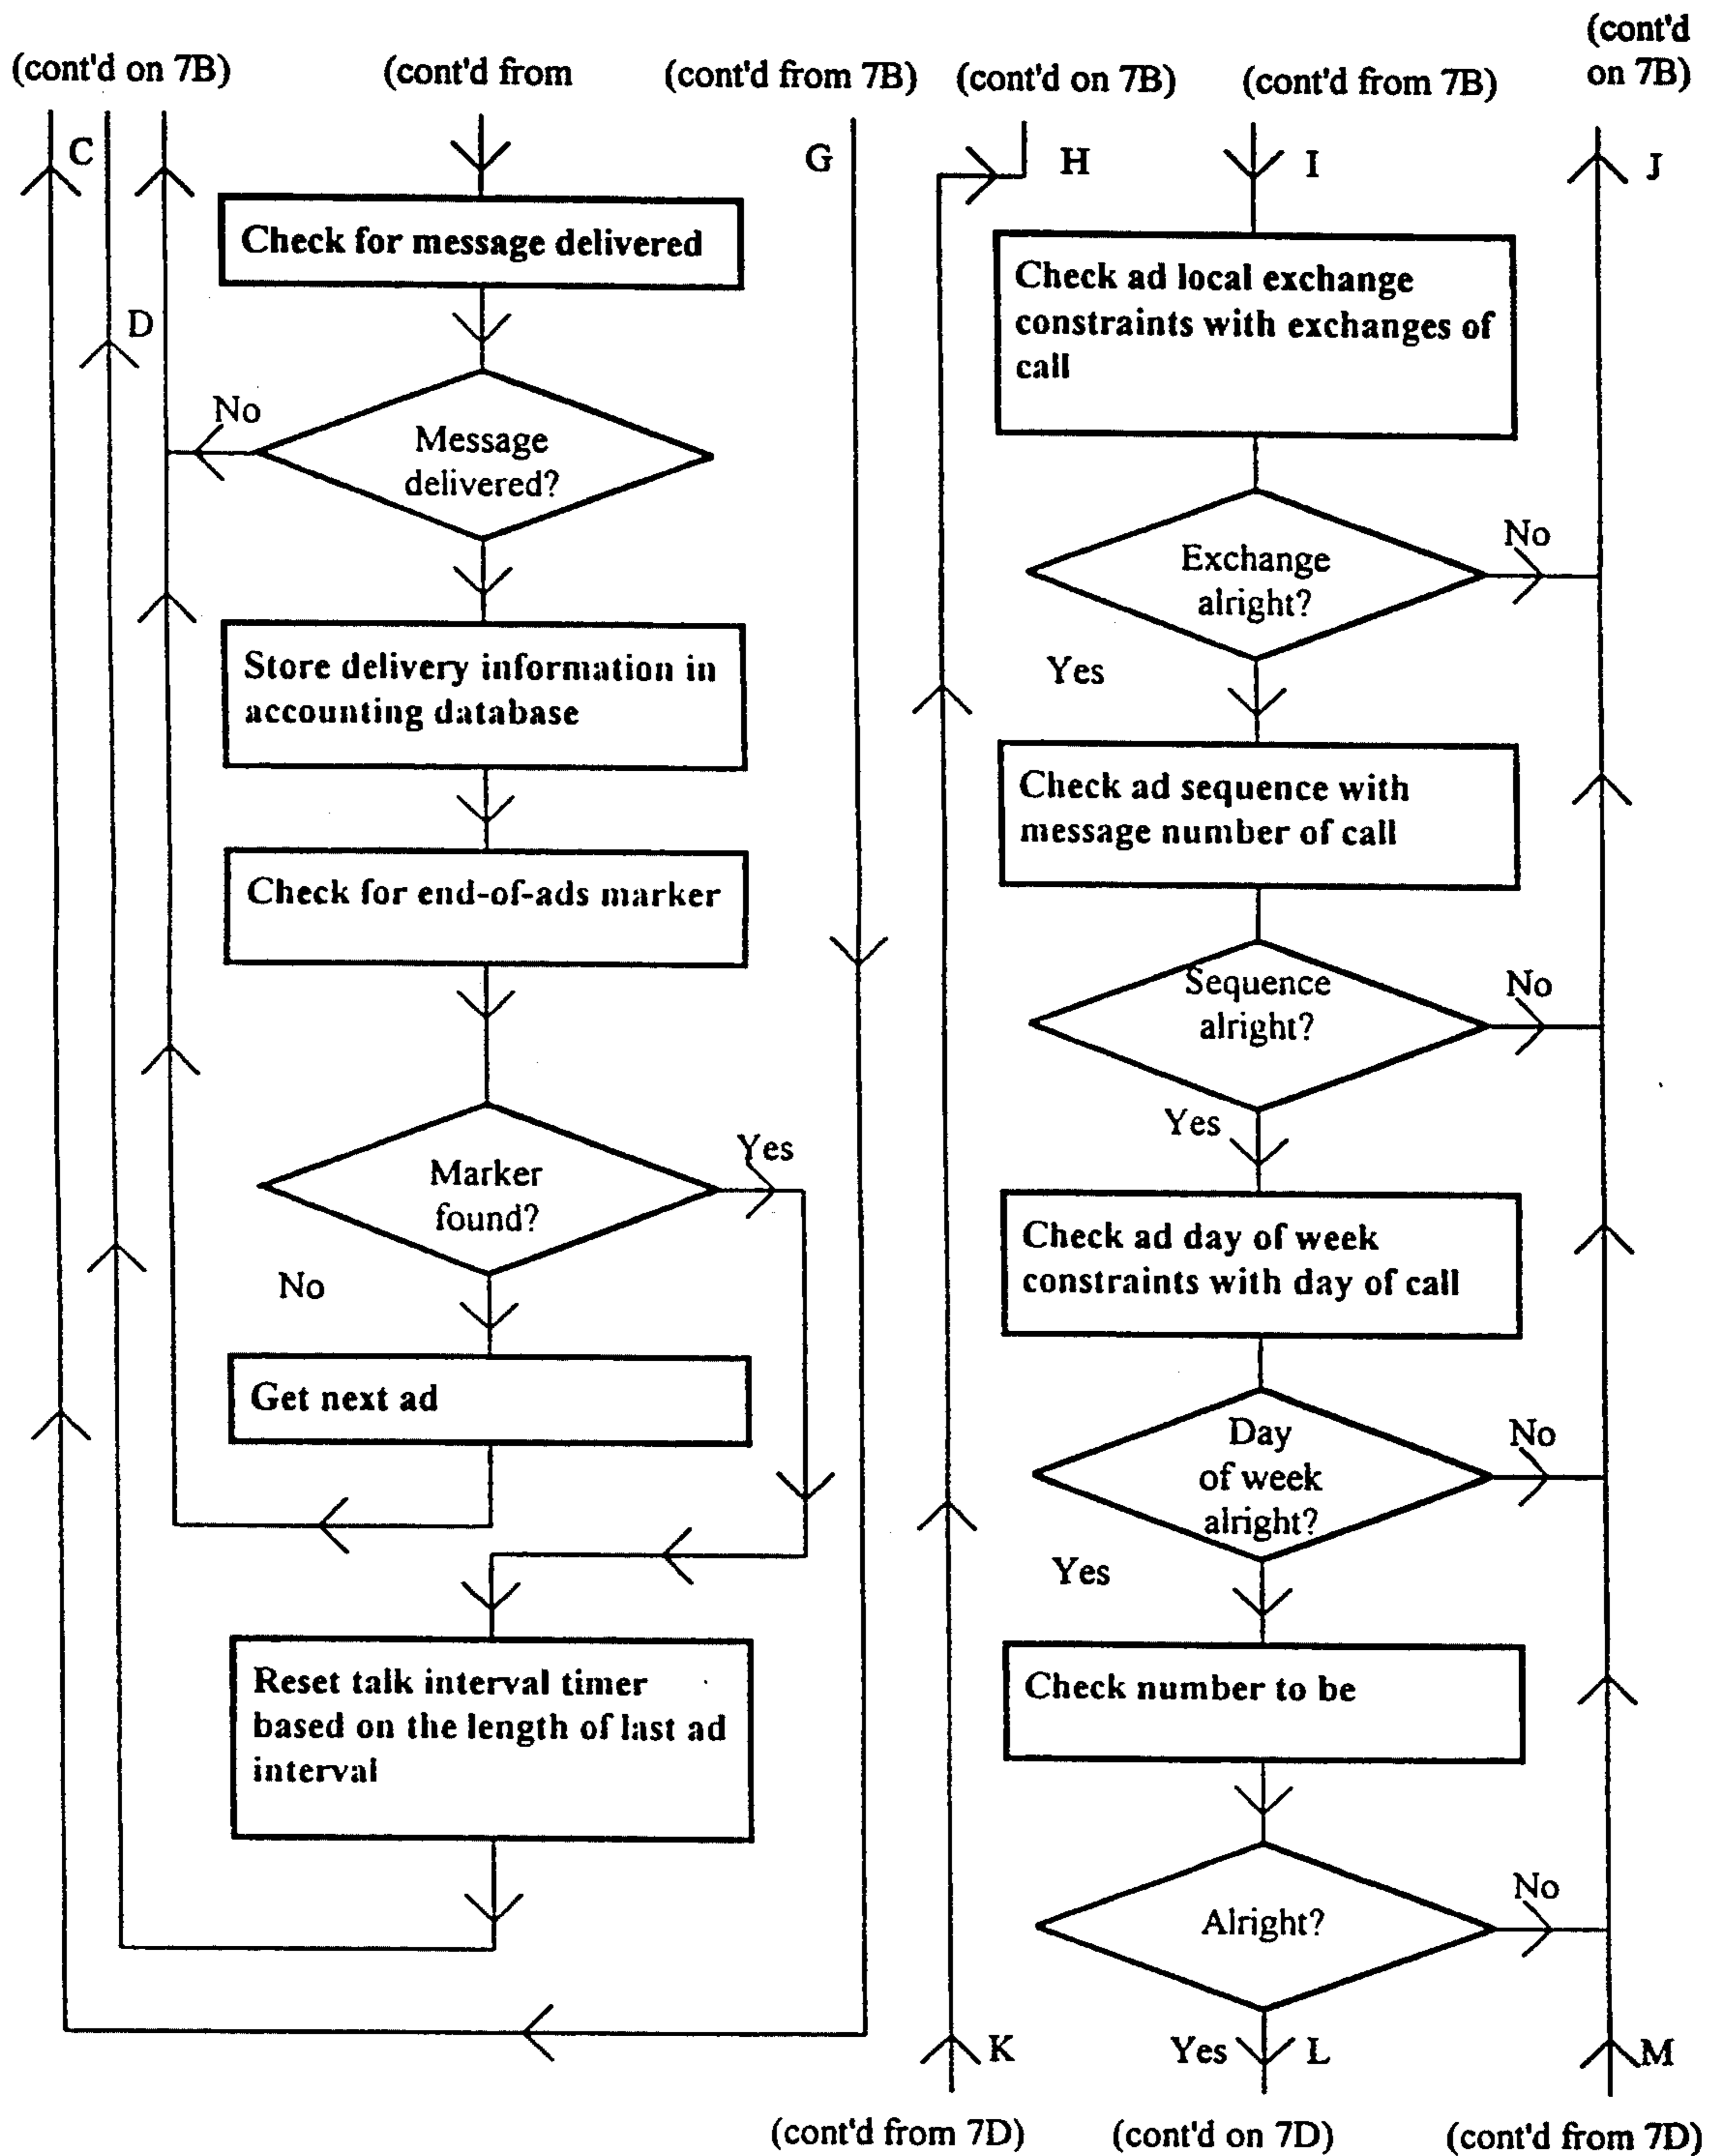 (cont'd on 7B)
(cont'd from
(cont'd from 7B)
(cont'd on 7B)
(cont'd from 7B)
(cont'd
on 7B)
C
D
G
H
I
J
Check for message delivered
No
Message
delivered?
Store delivery information in
accounting database
Check for end-of-ads marker
Marker
found?
Yes
No
Get next ad
Reset talk interval timer
based on the length of last ad
interval
Check ad local exchange
constraints with exchanges of
call
Exchange
alright?
No
Yes
Check ad sequence with
message number of call
Sequence
alright?
No
Yes
Check ad day of week
constraints with day of call
Day
of week
alright?
No
Yes
Check number to be
Alright?
No
K
Yes
L
M
(cont'd from 7D)
(cont'd on 7D)
(cont'd from 7D)